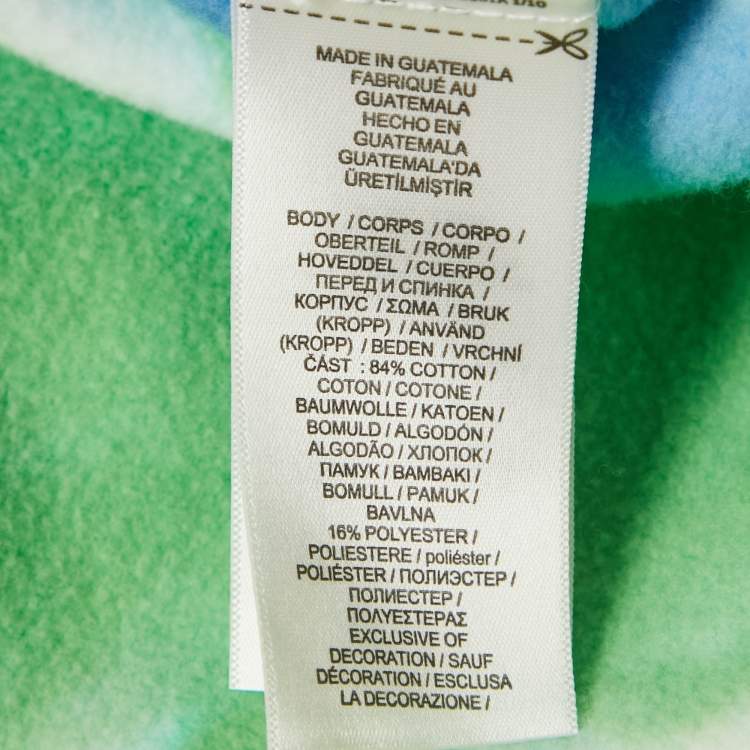 MADE IN GUATEMALA
FABRIQUÉ AU
GUATEMALA
HECHO EN
GUATEMALA
GUATEMALA'DA
ÜRETİLMİŞTİR
BODY / CORPS / CORPO /
OBERTEIL / ROMP /
HOVEDDEL / CUERPO /
ПЕРЕД И СПИНКА /
КОРПУС / ΣΩΜΑ / BRUK
(KROPP) / ANVÄND
(KROPP) / BEDEN / VRCHNÍ
ČÁST : 84% COTTON /
COTON / COTONE /
BAUMWOLLE / KATOEN /
BOMULD / ALGODÓN /
ALGODÃO / ХЛОПОК /
ПАМУК / BAMBAKI /
BOMULL / PAMUK /
BAVLNA
16% POLYESTER /
POLIESTERE / poliéster /
POLIÉSTER / ПОЛИЭСТЕР /
ПОЛИЕСТЕР /
ΠΟΛΥΕΣΤΕΡΑΣ
EXCLUSIVE OF
DECORATION / SAUF
DÉCORATION / ESCLUSA
LA DECORAZIONE /